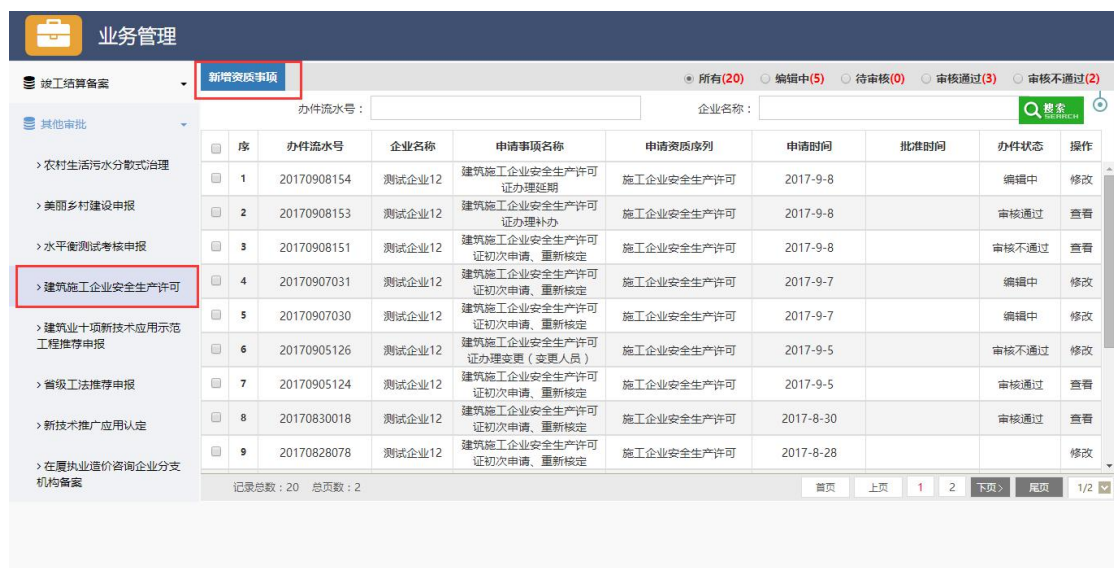 业务管理
竣工结算备案
新增资质事项
所有(20) 编辑中(5) 待审核(0) 审核通过(3) 审核不通过(2)
其他审批
办件流水号： 企业名称： 搜索 SEARCH
序 办件流水号 企业名称 申请事项名称 申请资质序列 申请时间 批准时间 办件状态 操作
1 20170908154 测试企业12 建筑施工企业安全生产许可 施工企业安全生产许可 2017-9-8 编辑中 修改
证办理延期
2 20170908153 测试企业12 建筑施工企业安全生产许可 施工企业安全生产许可 2017-9-8 审核通过 查看
证办理补办
3 20170908151 测试企业12 建筑施工企业安全生产许可 施工企业安全生产许可 2017-9-8 审核不通过 查看
证初次申请、重新核定
4 20170907031 测试企业12 建筑施工企业安全生产许可 施工企业安全生产许可 2017-9-7 编辑中 修改
证初次申请、重新核定
5 20170907030 测试企业12 建筑施工企业安全生产许可 施工企业安全生产许可 2017-9-7 编辑中 修改
证初次申请、重新核定
6 20170905126 测试企业12 建筑施工企业安全生产许可 施工企业安全生产许可 2017-9-5 审核不通过 修改
证办理变更（变更人员）
7 20170905124 测试企业12 建筑施工企业安全生产许可 施工企业安全生产许可 2017-9-5 审核通过 查看
证初次申请、重新核定
8 20170830018 测试企业12 建筑施工企业安全生产许可 施工企业安全生产许可 2017-8-30 审核通过 查看
证初次申请、重新核定
9 20170828078 测试企业12 建筑施工企业安全生产许可 施工企业安全生产许可 2017-8-28 修改
证初次申请、重新核定
>农村生活污水分散式治理
>美丽乡村建设申报
>水平衡测试考核申报
>建筑施工企业安全生产许可
>建筑业十项新技术应用示范
工程推荐申报
>省级工法推荐申报
>新技术推广应用认定
>在厦执业造价咨询企业分支
机构备案
记录总数：20 总页数：2 首页 上页 1 2 下页> 尾页 1/2